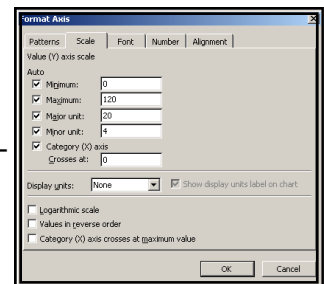 Format Axis
Patterns Scale Font Number Alignment
Value (Y) axis scale
Auto
Minimum: 0
Maximum: 120
Major unit: 20
Minor unit: 4
Category (X) axis
Crosses at: 0
Display units: None Show display units label on chart
Logarithmic scale
Values in reverse order
Category (X) axis crosses at maximum value
OK Cancel